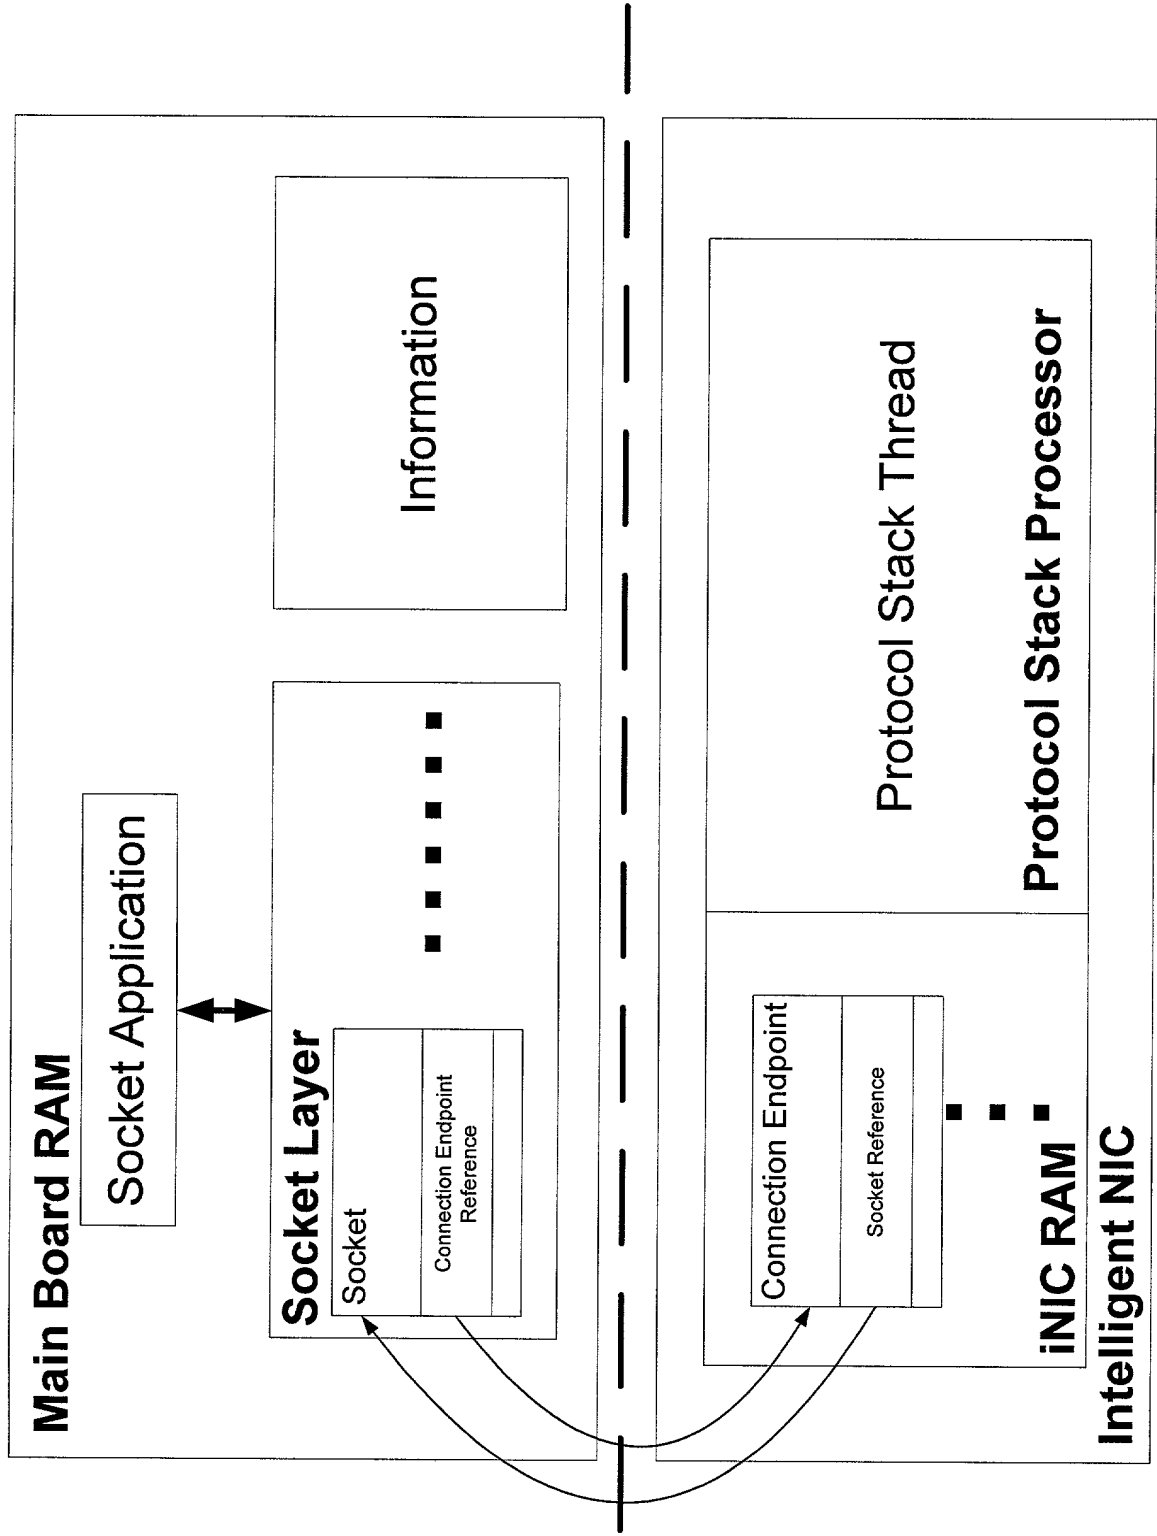 Main Board RAM
Socket Application
Socket Layer
Socket
Connection Endpoint
Reference
Information
Connection Endpoint
Socket Reference
iNIC RAM
Protocol Stack Thread
Protocol Stack Processor
Intelligent NIC